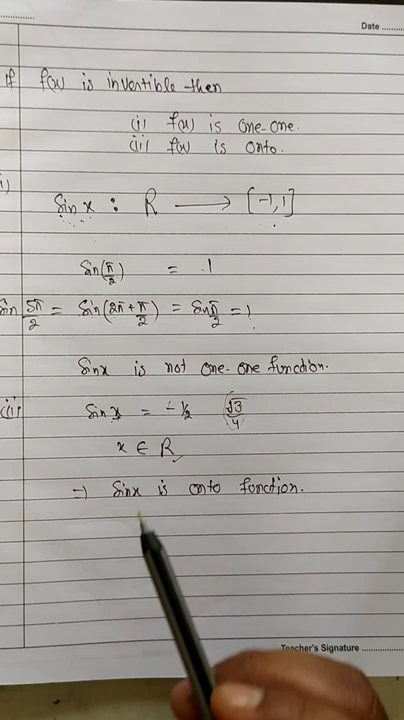 Date
If f(x) is invertible then
(i) f(x) is one-one.
(ii) f(x) is onto.
i)
Sin x : R → [-1,1]
Sin(π/2) = 1
Sin 5π/2 = Sin(2π + π/2) = Sin π/2 = 1
Sinx is not one-one function.
(ii) Sin x = -1/2 √3/4
x ∈ R
⇒ Sinx is onto function.
Teacher's Signature